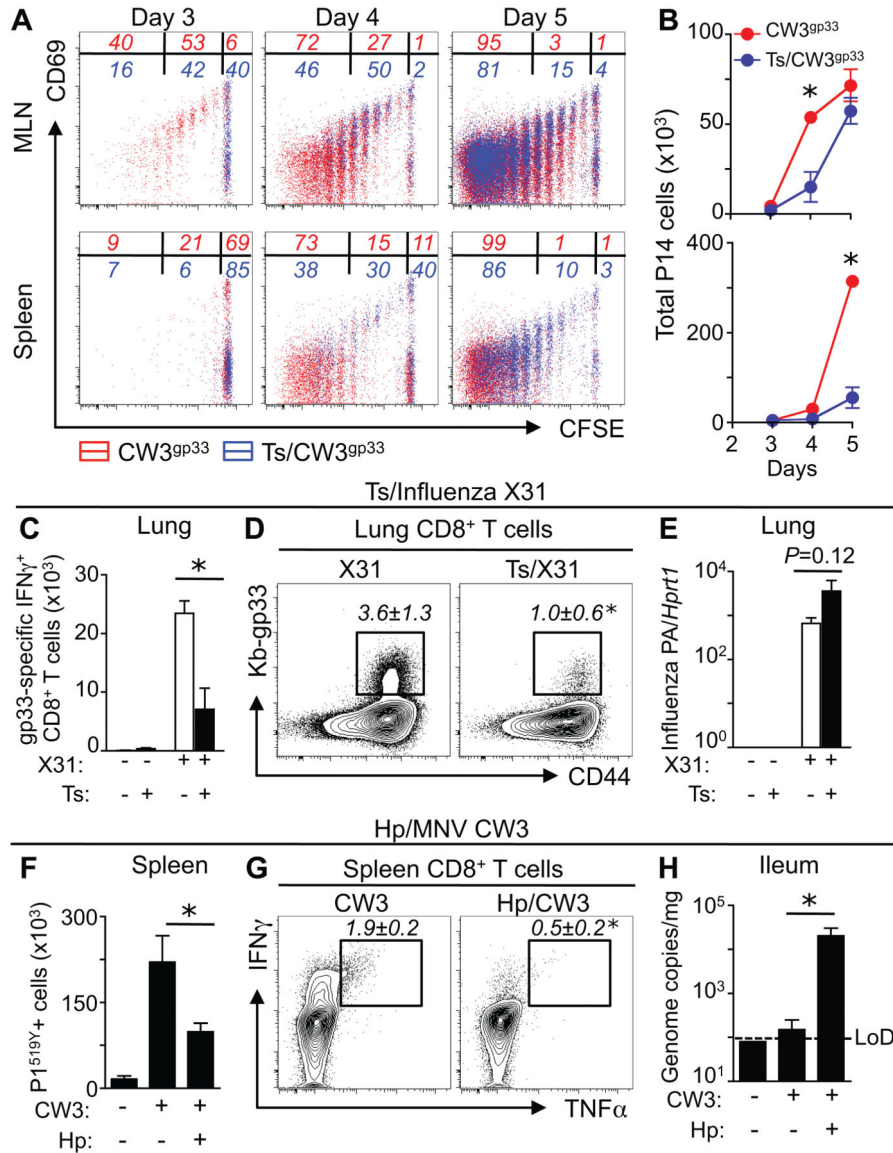 A Day 3 Day 4 Day 5 B
CW3gp33
Ts/CW3gp33
CD69
MLN
40 53 6 72 27 1 95 3 1
16 42 40 46 50 2 81 15 4
*
75
50
25
0
Total P14 cells (x10³)
Spleen
9 21 69 73 15 11 99 1 1
7 6 85 38 30 40 86 10 3
*
400
300
200
100
0
2 3 4 5
Days
CFSE
CW3gp33 Ts/CW3gp33
Ts/Influenza X31
C Lung D Lung CD8+ T cells E Lung
X31 Ts/X31
gp33-specific IFNγ+
CD8+ T cells (x10³)
30
20
10
0
*
X31: - - + +
Ts: - + - +
Kb-gp33
3.6±1.3 1.0±0.6*
CD44
P=0.12
Influenza PA/Hprt1
10⁴
10²
10⁰
X31: - - + +
Ts: - + - +
Hp/MNV CW3
F Spleen G Spleen CD8+ T cells H Ileum
CW3 Hp/CW3
P1519Y+ cells (x10³)
300
150
0
*
CW3: - + +
Hp: - - +
IFNγ
1.9±0.2 0.5±0.2*
TNFα
Genome copies/mg
10⁵
10³
10¹
*
LoD
CW3: - + +
Hp: - - +